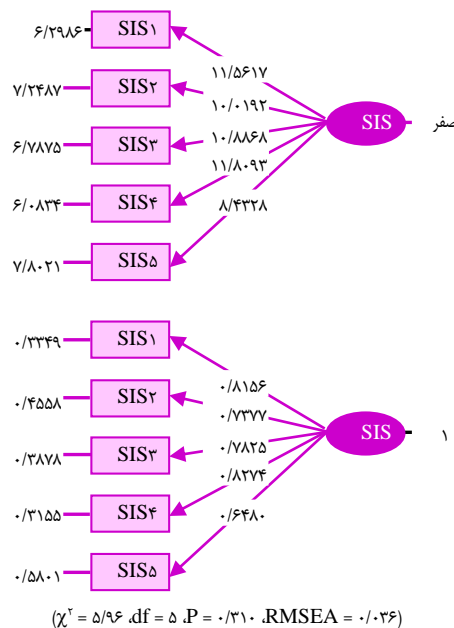 ۶/۲۹۸۶ SIS۱
۱۱/۵۶۱۷
۷/۲۴۸۷ SIS۲
۱۰/۰۱۹۲
SIS صفر
۶/۷۸۷۵ SIS۳
۱۰/۸۸۶۸
۱۱/۸۰۹۳
۶/۰۸۳۴ SIS۴
۸/۴۳۲۸
۷/۸۰۲۱ SIS۵
۰/۳۳۴۹ SIS۱
۰/۸۱۵۶
۰/۴۵۵۸ SIS۲
۰/۷۳۷۷
SIS ۱
۰/۳۸۷۸ SIS۳
۰/۷۸۲۵
۰/۸۲۷۴
۰/۳۱۵۵ SIS۴
۰/۶۴۸۰
۰/۵۸۰۱ SIS۵
(χ۲ = ۵/۹۶ ،df = ۵ ،P = ۰/۳۱۰ ،RMSEA = ۰/۰۳۶)